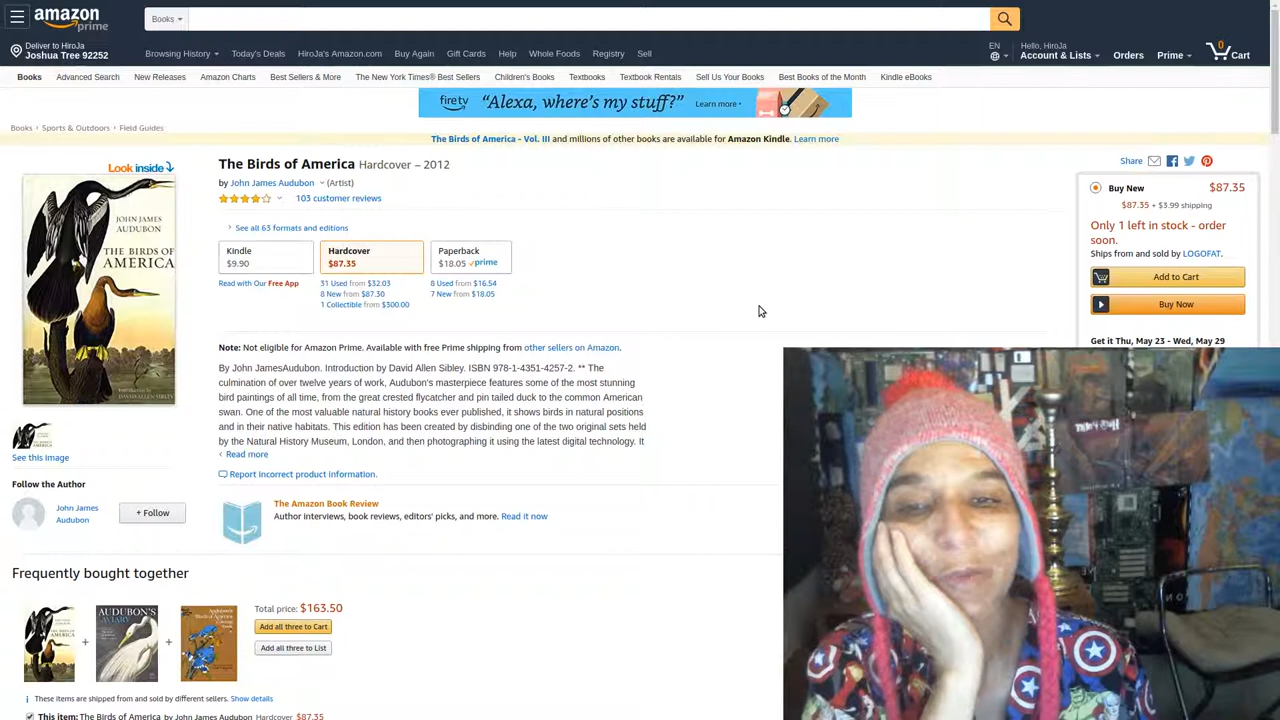 amazon
prime
Books
Deliver to HiroJa
Joshua Tree 92252
Browsing History
Today's Deals
HiroJa's Amazon.com
Buy Again
Gift Cards
Help
Whole Foods
Registry
Sell
EN
Hello, HiroJa
Account & Lists
Orders
Prime
0
Cart
Books
Advanced Search
New Releases
Amazon Charts
Best Sellers & More
The New York Times® Best Sellers
Children's Books
Textbooks
Textbook Rentals
Sell Us Your Books
Best Books of the Month
Kindle eBooks
firetv "Alexa, where's my stuff?" Learn more ›
Books › Sports & Outdoors › Field Guides
The Birds of America - Vol. III and millions of other books are available for Amazon Kindle. Learn more
Look inside
JOHN JAMES
AUDUBON
THE BIRDS OF
AMERICA
See this image
The Birds of America Hardcover – 2012
by John James Audubon (Artist)
103 customer reviews
› See all 63 formats and editions
Kindle
$9.90
Hardcover
$87.35
Paperback
$18.05 prime
Read with Our Free App
31 Used from $32.03
8 New from $87.30
1 Collectible from $300.00
8 Used from $16.54
7 New from $18.05
Note: Not eligible for Amazon Prime. Available with free Prime shipping from other sellers on Amazon.
By John JamesAudubon. Introduction by David Allen Sibley. ISBN 978-1-4351-4257-2. ** The
culmination of over twelve years of work, Audubon's masterpiece features some of the most stunning
bird paintings of all time, from the great crested flycatcher and pin tailed duck to the common American
swan. One of the most valuable natural history books ever published, it shows birds in natural positions
and in their native habitats. This edition has been created by disbinding one of the two original sets held
by the Natural History Museum, London, and then photographing it using the latest digital technology. It
‹ Read more
Report incorrect product information.
Share
Buy New $87.35
$87.35 + $3.99 shipping
Only 1 left in stock - order
soon.
Ships from and sold by LOGOFAT.
Add to Cart
Buy Now
Get it Thu, May 23 - Wed, May 29
Follow the Author
John James
Audubon
+ Follow
The Amazon Book Review
Author interviews, book reviews, editors' picks, and more. Read it now
Frequently bought together
AUDUBON'S
AVIARY
+
+
Total price: $163.50
Add all three to Cart
Add all three to List
i These items are shipped from and sold by different sellers. Show details
This item: The Birds of America by John James Audubon Hardcover $87.35